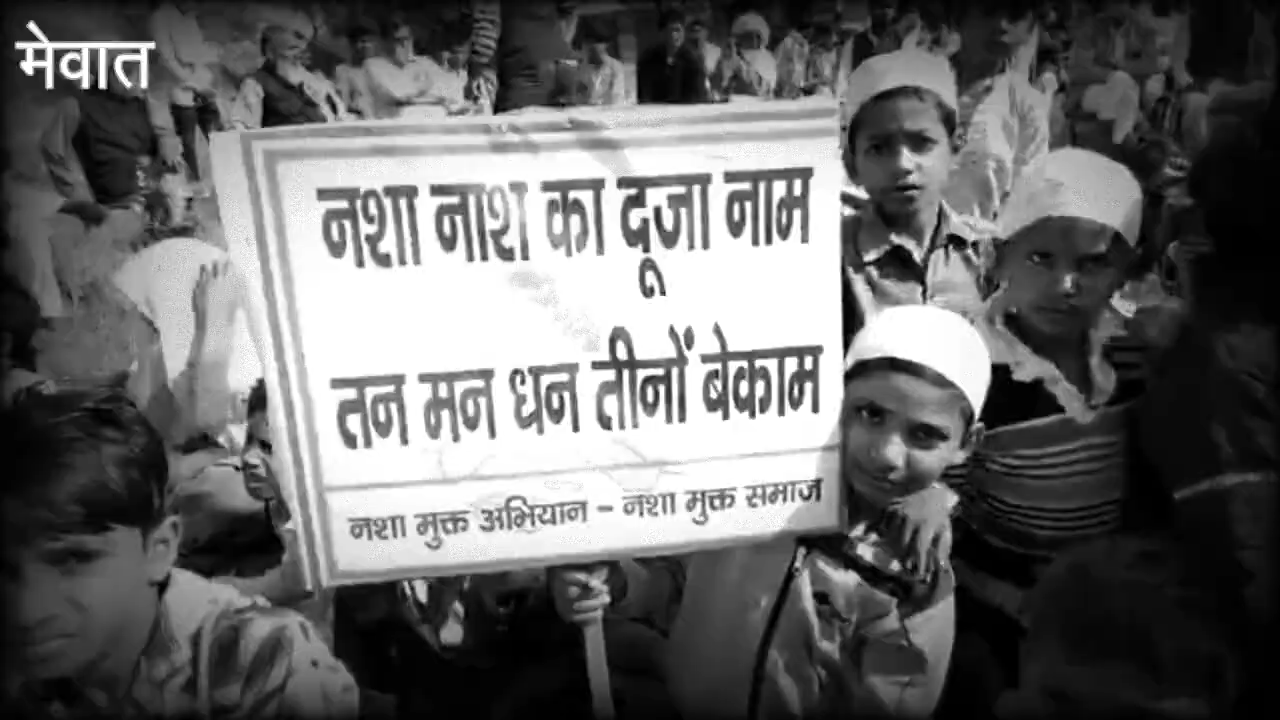 मेवात
नशा नाश का दूजा नाम
तन मन धन तीनों बेकाम
नशा मुक्त अभियान - नशा मुक्त समाज